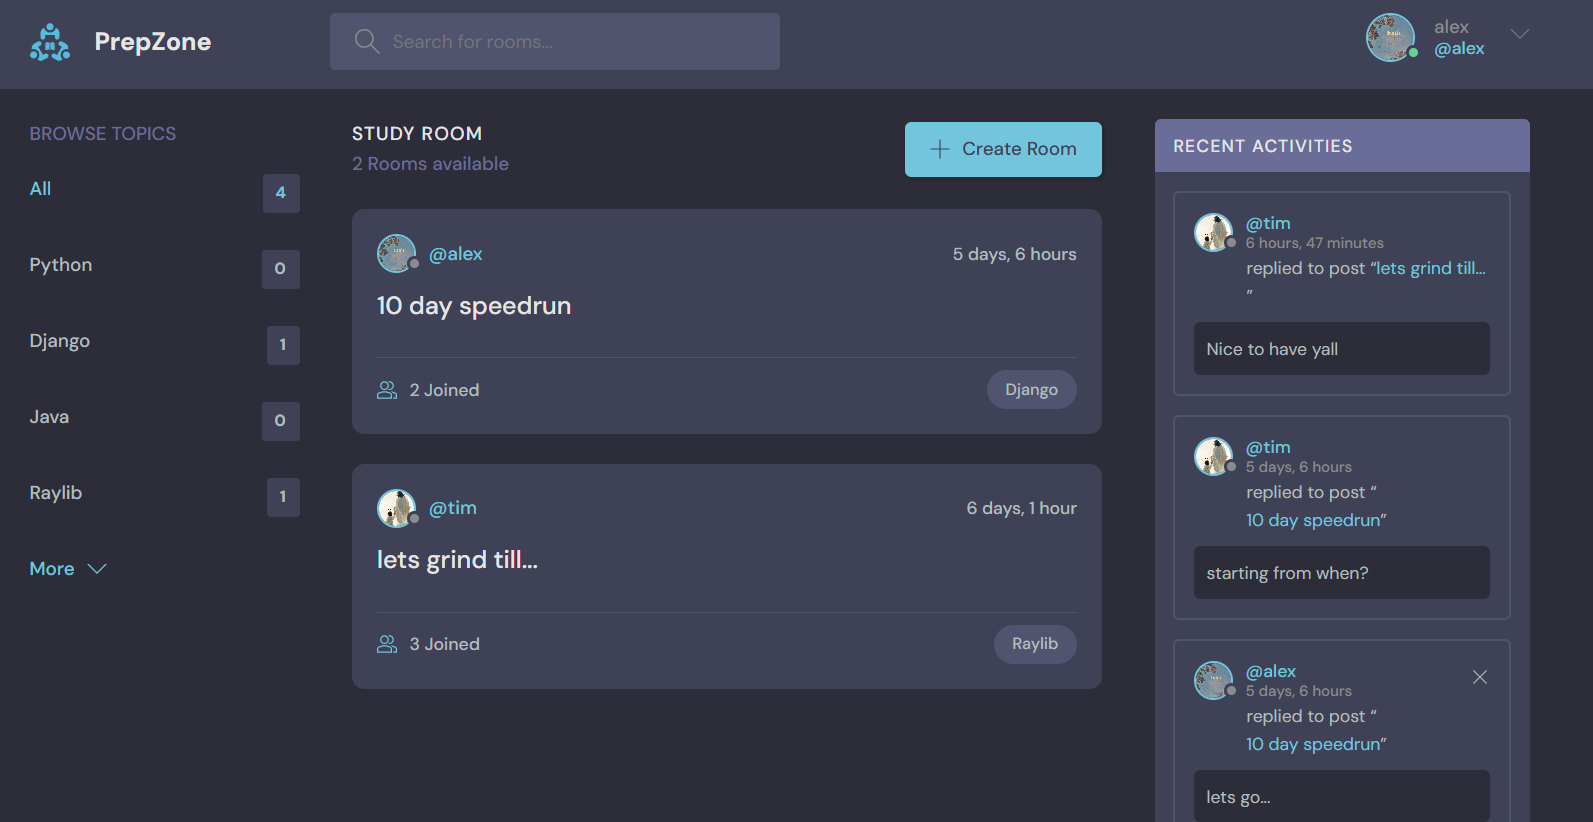 PrepZone
Search for rooms...
alex
@alex
BROWSE TOPICS
All
4
Python
0
Django
1
Java
0
Raylib
1
More
STUDY ROOM
2 Rooms available
Create Room
@alex
5 days, 6 hours
10 day speedrun
2 Joined
Django
@tim
6 days, 1 hour
lets grind till...
3 Joined
Raylib
RECENT ACTIVITIES
@tim
6 hours, 47 minutes
replied to post “lets grind till...
”
Nice to have yall
@tim
5 days, 6 hours
replied to post “
10 day speedrun”
starting from when?
@alex
5 days, 6 hours
replied to post “
10 day speedrun”
lets go...